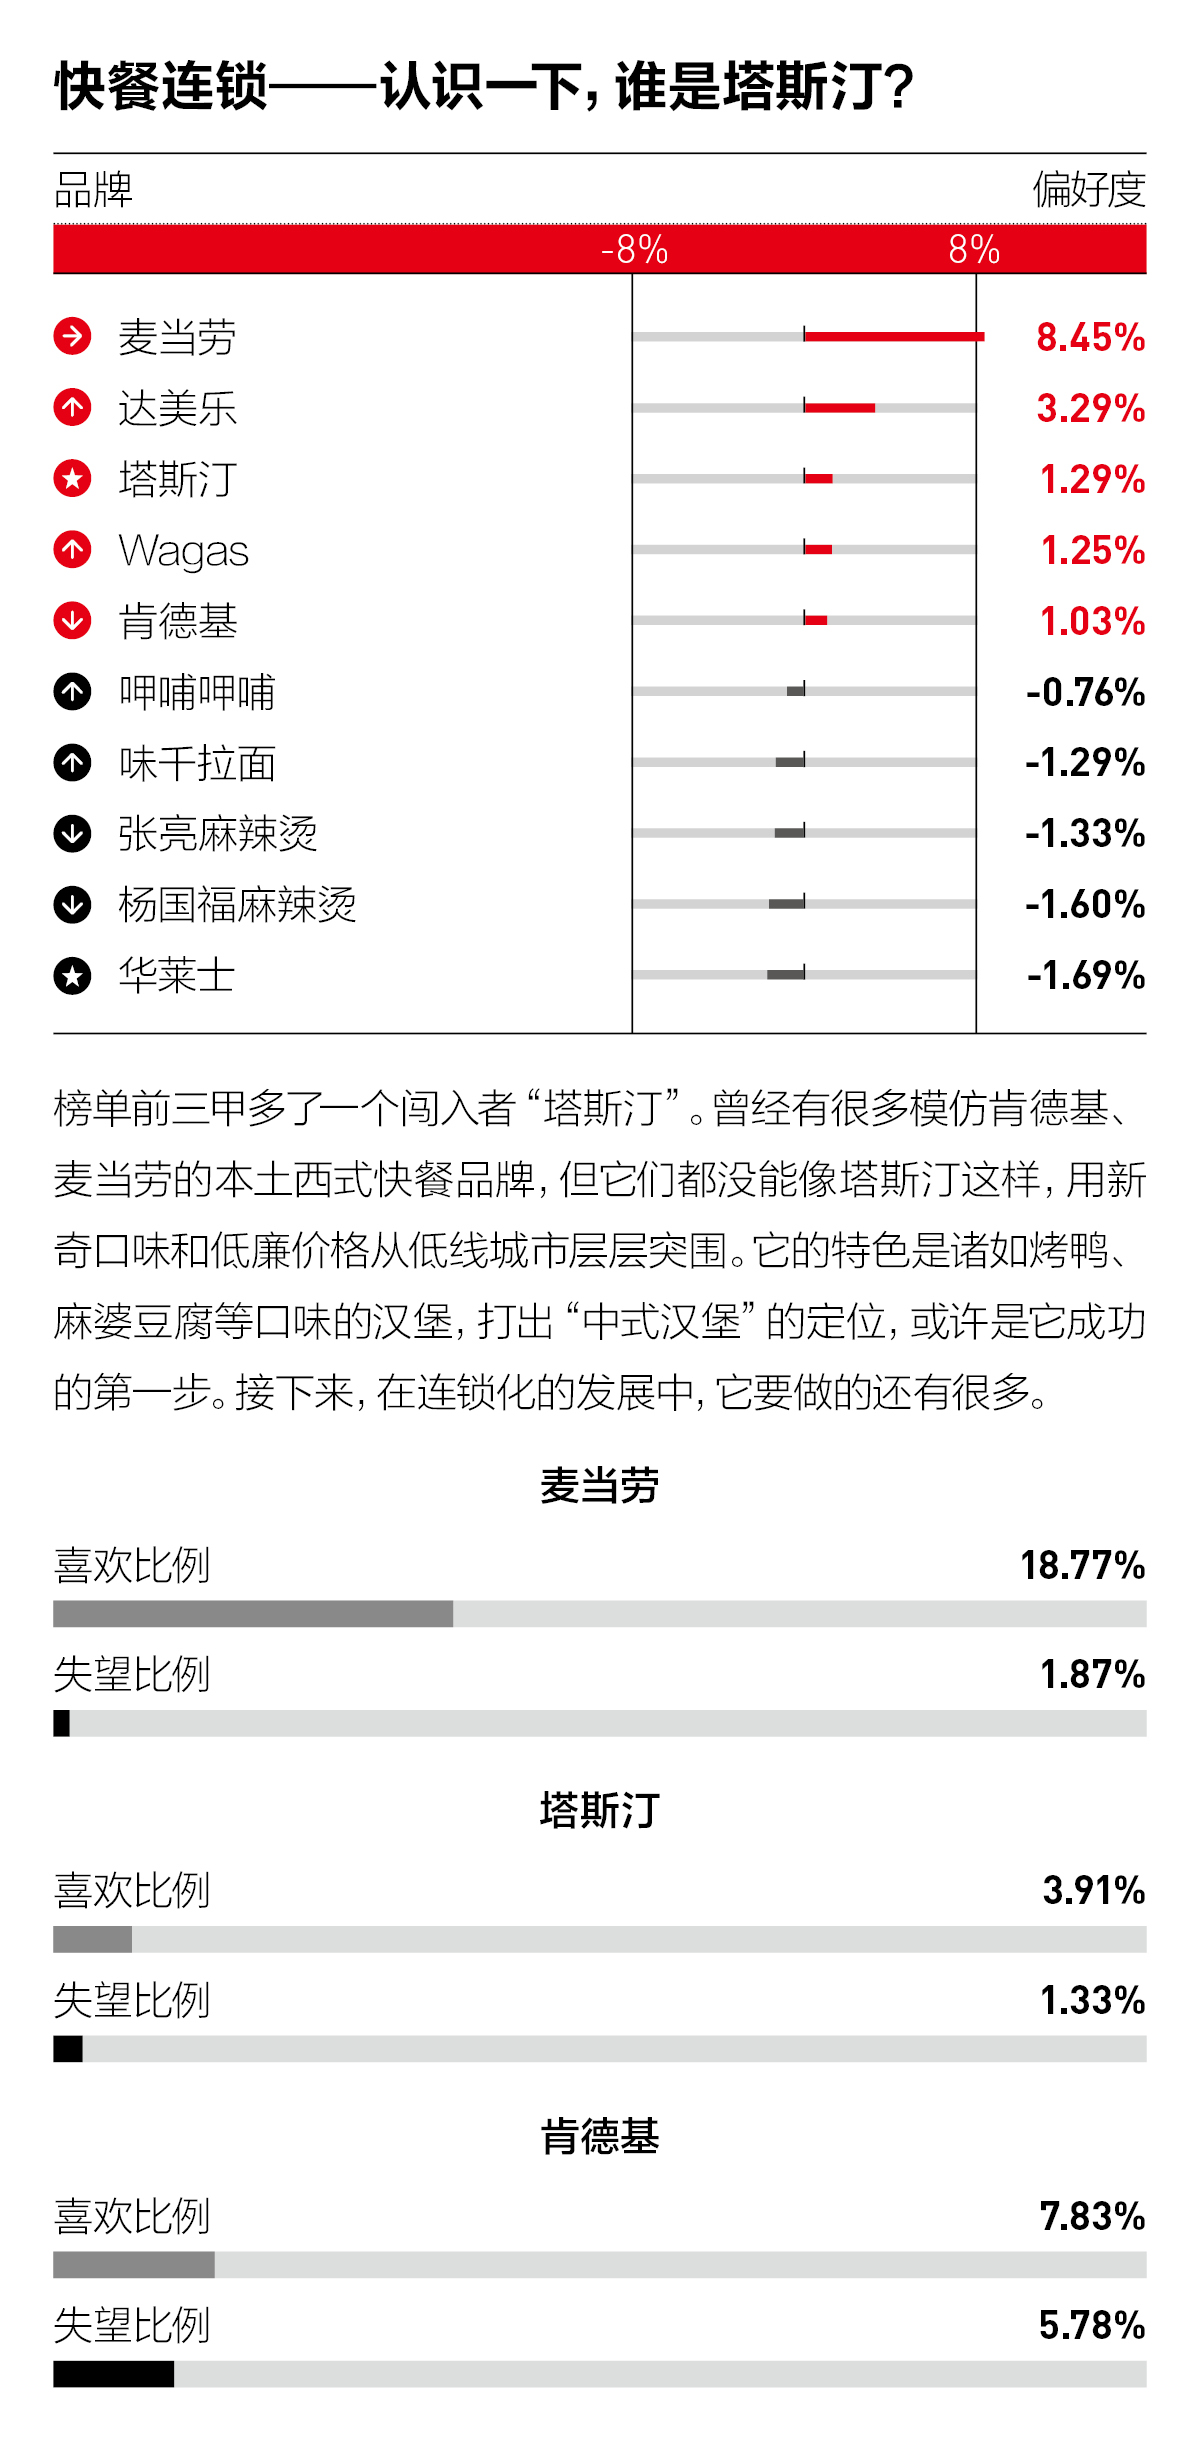 快餐连锁——认识一下，谁是塔斯汀？
品牌 偏好度
-8% 8%
麦当劳 8.45%
达美乐 3.29%
塔斯汀 1.29%
Wagas 1.25%
肯德基 1.03%
呷哺呷哺 -0.76%
味千拉面 -1.29%
张亮麻辣烫 -1.33%
杨国福麻辣烫 -1.60%
华莱士 -1.69%
榜单前三甲多了一个闯入者“塔斯汀”。曾经有很多模仿肯德基、
麦当劳的本土西式快餐品牌，但它们都没能像塔斯汀这样，用新
奇口味和低廉价格从低线城市层层突围。它的特色是诸如烤鸭、
麻婆豆腐等口味的汉堡，打出“中式汉堡”的定位，或许是它成功
的第一步。接下来，在连锁化的发展中，它要做的还有很多。
麦当劳
喜欢比例 18.77%
失望比例 1.87%
塔斯汀
喜欢比例 3.91%
失望比例 1.33%
肯德基
喜欢比例 7.83%
失望比例 5.78%